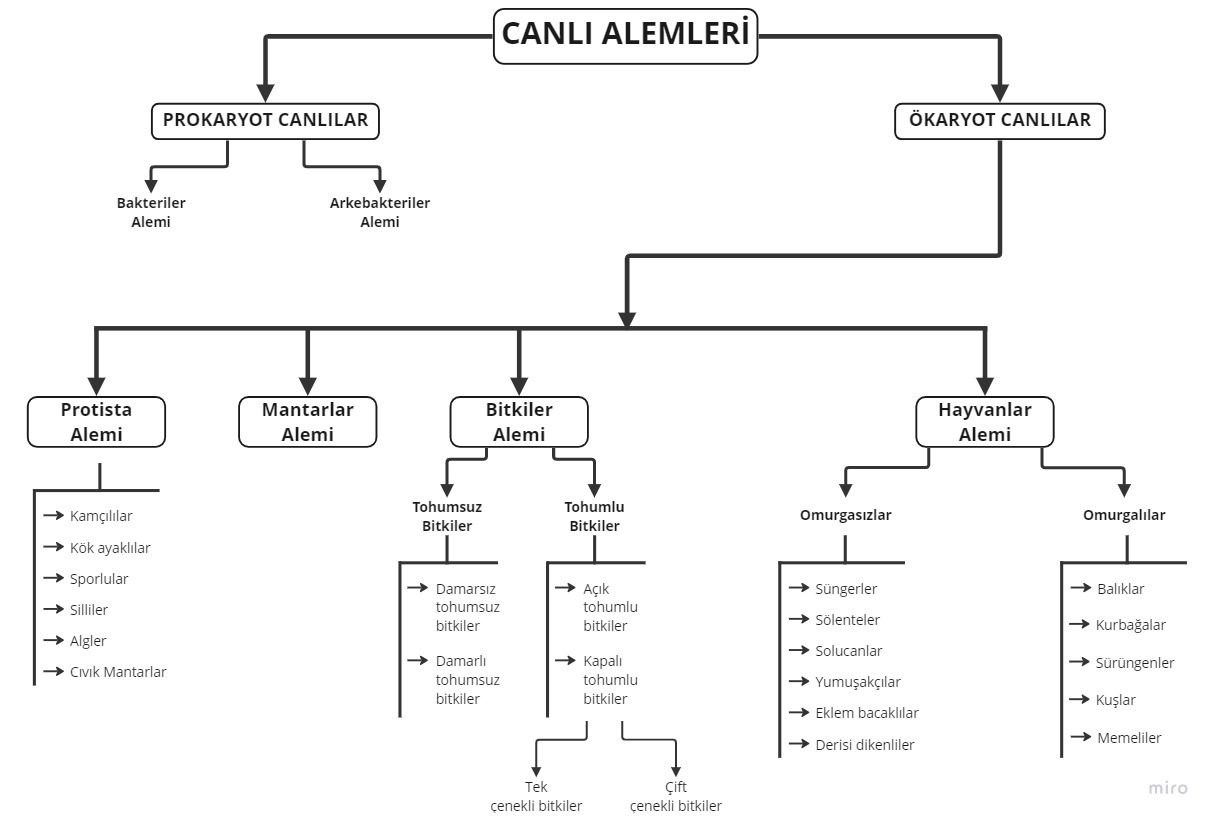 CANLI ALEMLERİ
PROKARYOT CANLILAR
ÖKARYOT CANLILAR
Bakteriler
Alemi
Arkebakteriler
Alemi
Protista
Alemi
Mantarlar
Alemi
Bitkiler
Alemi
Hayvanlar
Alemi
Kamçılılar
Kök ayaklılar
Sporlular
Silliler
Algler
Cıvık Mantarlar
Tohumsuz
Bitkiler
Damarsız
tohumsuz
bitkiler
Damarlı
tohumsuz
bitkiler
Tohumlu
Bitkiler
Açık
tohumlu
bitkiler
Kapalı
tohumlu
bitkiler
Tek
çenekli bitkiler
Çift
çenekli bitkiler
Omurgasızlar
Süngerler
Sölenteler
Solucanlar
Yumuşakçılar
Eklem bacaklılar
Derisi dikenliler
Omurgalılar
Balıklar
Kurbağalar
Sürüngenler
Kuşlar
Memeliler
miro